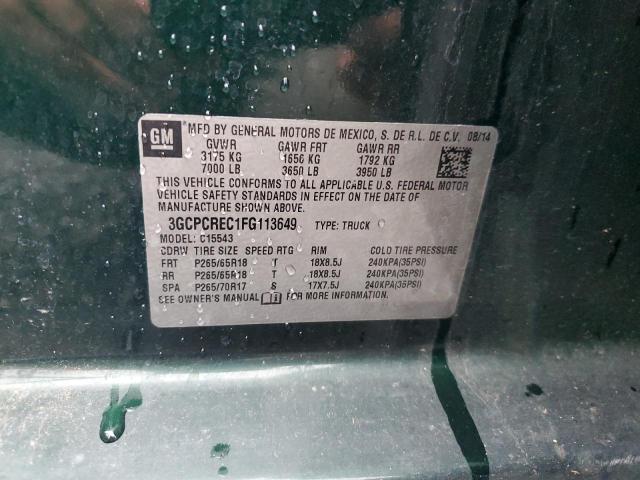 GM
MFD BY GENERAL MOTORS DE MEXICO, S. DE R.L. DE C.V. 08/14
GVWR GAWR FRT GAWR RR
3175 KG 1656 KG 1792 KG
7000 LB 3650 LB 3950 LB
THIS VEHICLE CONFORMS TO ALL APPLICABLE U.S. FEDERAL MOTOR
VEHICLE SAFETY STANDARDS IN EFFECT ON THE DATE OF
MANUFACTURE SHOWN ABOVE.
3GCPCREC1FG113649 TYPE: TRUCK
MODEL: C15543
CDRW TIRE SIZE SPEED RTG RIM COLD TIRE PRESSURE
FRT P265/65R18 T 18X8.5J 240KPA(35PSI)
RR P265/65R18 T 18X8.5J 240KPA(35PSI)
SPA P265/70R17 S 17X7.5J 240KPA(35PSI)
SEE OWNER'S MANUAL FOR MORE INFORMATION